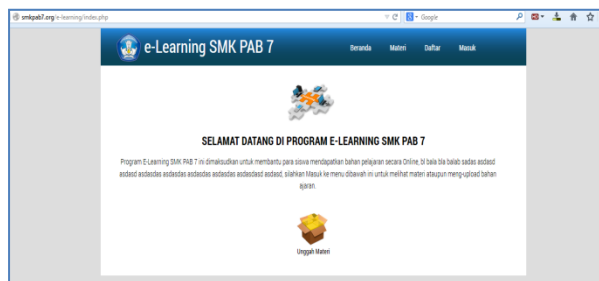 smkpab7.org/e-learning/index.php
Google
e-Learning SMK PAB 7
Beranda Materi Daftar Masuk
SELAMAT DATANG DI PROGRAM E-LEARNING SMK PAB 7
Program E-Learning SMK PAB 7 ini dimaksudkan untuk membantu para siswa mendapatkan bahan pelajaran secara Online, bl bala bla balab sadas asdasd
asdasd asdasdas asdasdas asdasdas asdasdas asdasdasd asdasd, silahkan Masuk ke menu dibawah ini untuk melihat materi ataupun meng-upload bahan
ajaran.
Unggah Materi